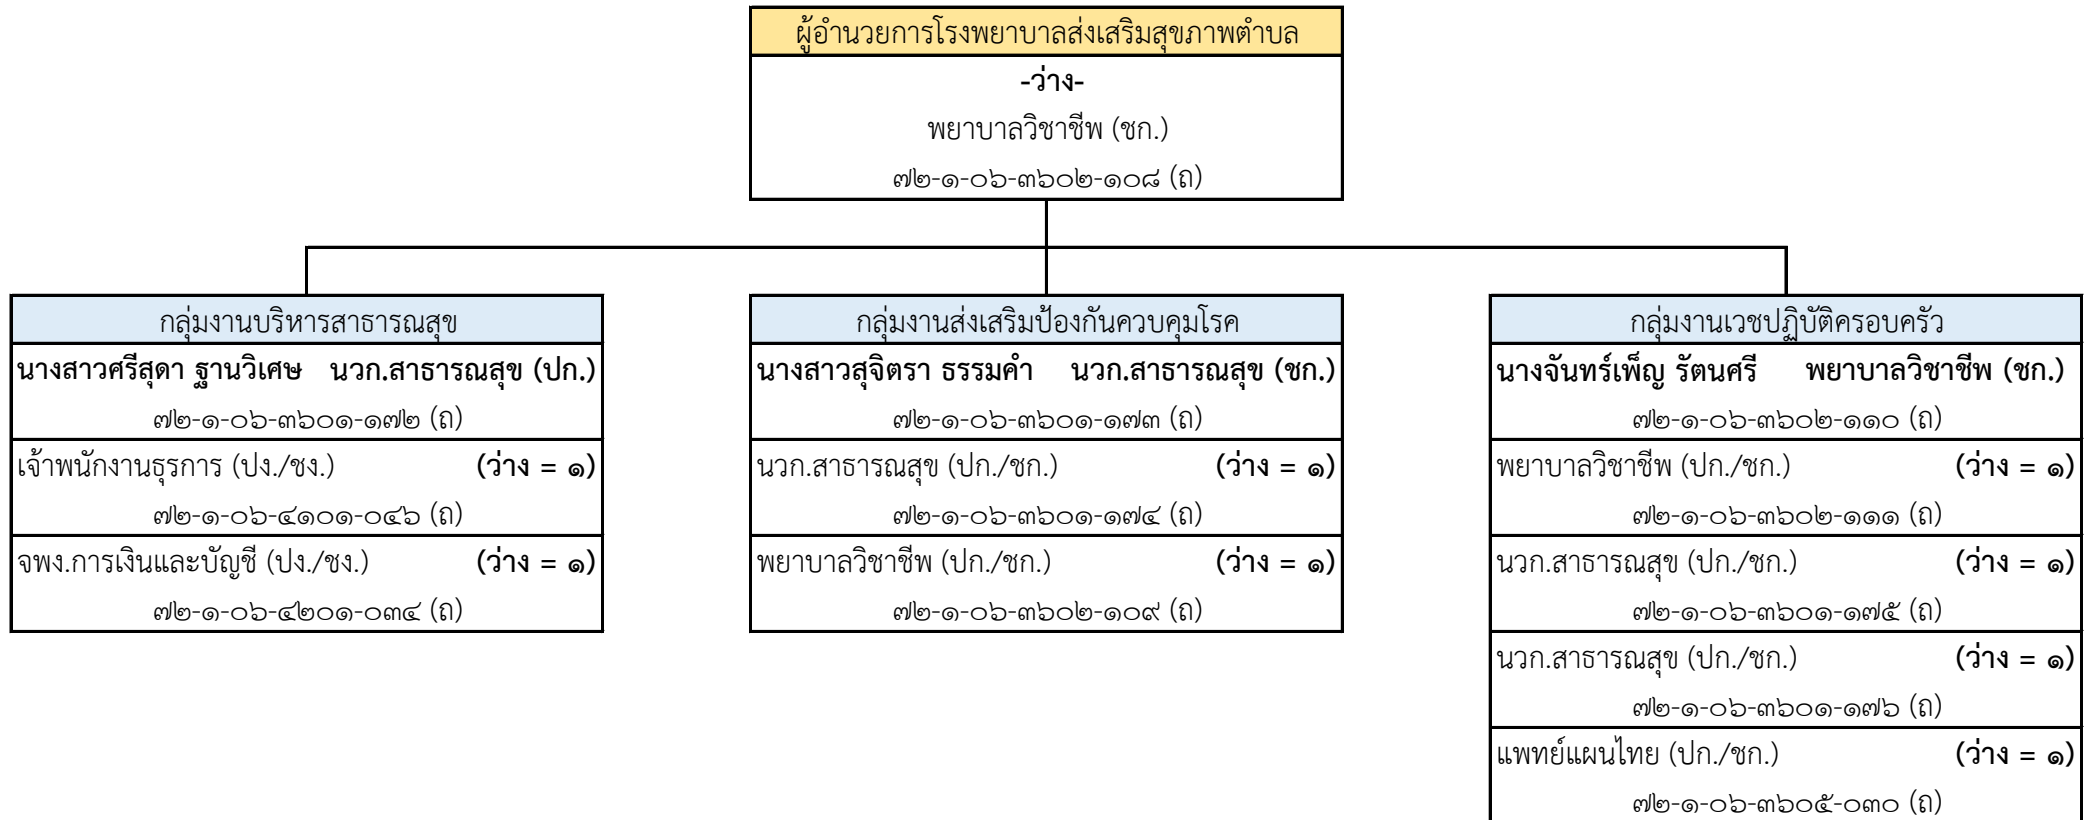 ผู้อำนวยการโรงพยาบาลส่งเสริมสุขภาพตำบล
-ว่าง-
พยาบาลวิชาชีพ (ชก.)
๗๒-๑-๐๖-๓๖๐๒-๑๐๘ (ถ)
กลุ่มงานบริหารสาธารณสุข
นางสาวศรีสุดา ฐานวิเศษ นวก.สาธารณสุข (ปก.)
๗๒-๑-๐๖-๓๖๐๑-๑๗๒ (ถ)
เจ้าพนักงานธุรการ (ปง./ชง.) (ว่าง = ๑)
๗๒-๑-๐๖-๔๑๐๑-๐๔๖ (ถ)
จพง.การเงินและบัญชี (ปง./ชง.) (ว่าง = ๑)
๗๒-๑-๐๖-๔๒๐๑-๐๓๔ (ถ)
กลุ่มงานส่งเสริมป้องกันควบคุมโรค
นางสาวสุจิตรา ธรรมคำ นวก.สาธารณสุข (ชก.)
๗๒-๑-๐๖-๓๖๐๑-๑๗๓ (ถ)
นวก.สาธารณสุข (ปก./ชก.) (ว่าง = ๑)
๗๒-๑-๐๖-๓๖๐๑-๑๗๔ (ถ)
พยาบาลวิชาชีพ (ปก./ชก.) (ว่าง = ๑)
๗๒-๑-๐๖-๓๖๐๒-๑๐๙ (ถ)
กลุ่มงานเวชปฏิบัติครอบครัว
นางจันทร์เพ็ญ รัตนศรี พยาบาลวิชาชีพ (ชก.)
๗๒-๑-๐๖-๓๖๐๒-๑๑๐ (ถ)
พยาบาลวิชาชีพ (ปก./ชก.) (ว่าง = ๑)
๗๒-๑-๐๖-๓๖๐๒-๑๑๑ (ถ)
นวก.สาธารณสุข (ปก./ชก.) (ว่าง = ๑)
๗๒-๑-๐๖-๓๖๐๑-๑๗๕ (ถ)
นวก.สาธารณสุข (ปก./ชก.) (ว่าง = ๑)
๗๒-๑-๐๖-๓๖๐๑-๑๗๖ (ถ)
แพทย์แผนไทย (ปก./ชก.) (ว่าง = ๑)
๗๒-๑-๐๖-๓๖๐๕-๐๓๐ (ถ)